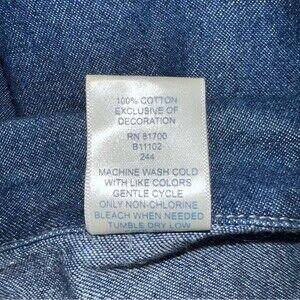 100% COTTON
EXCLUSIVE OF
DECORATION
RN 81700
B11102
244
MACHINE WASH COLD
WITH LIKE COLORS
GENTLE CYCLE
ONLY NON-CHLORINE
BLEACH WHEN NEEDED
TUMBLE DRY LOW